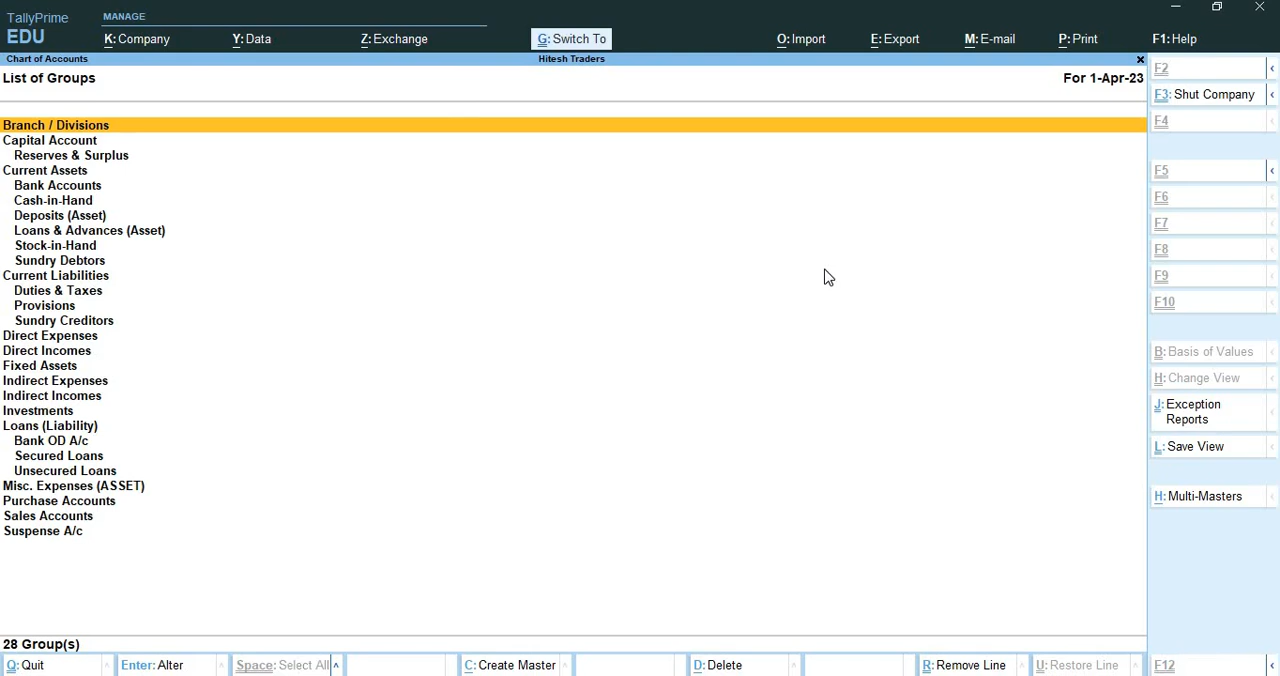 TallyPrime
EDU
MANAGE
K: Company Y: Data Z: Exchange G: Switch To O: Import E: Export M: E-mail P: Print F1: Help
Chart of Accounts Hitesh Traders
List of Groups For 1-Apr-23
Branch / Divisions
Capital Account
Reserves & Surplus
Current Assets
Bank Accounts
Cash-in-Hand
Deposits (Asset)
Loans & Advances (Asset)
Stock-in-Hand
Sundry Debtors
Current Liabilities
Duties & Taxes
Provisions
Sundry Creditors
Direct Expenses
Direct Incomes
Fixed Assets
Indirect Expenses
Indirect Incomes
Investments
Loans (Liability)
Bank OD A/c
Secured Loans
Unsecured Loans
Misc. Expenses (ASSET)
Purchase Accounts
Sales Accounts
Suspense A/c
28 Group(s)
F2
F3: Shut Company
F4
F5
F6
F7
F8
F9
F10
B: Basis of Values
H: Change View
J: Exception
Reports
L: Save View
H: Multi-Masters
Q: Quit Enter: Alter Space: Select All C: Create Master D: Delete R: Remove Line U: Restore Line F12